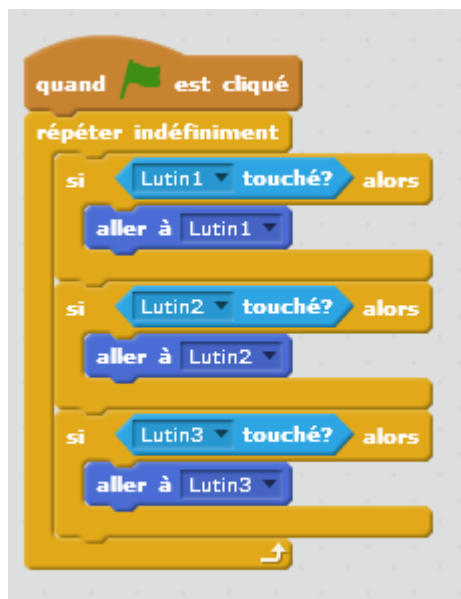 quand est cliqué
répéter indéfiniment
si Lutin1 touché? alors
aller à Lutin1
si Lutin2 touché? alors
aller à Lutin2
si Lutin3 touché? alors
aller à Lutin3